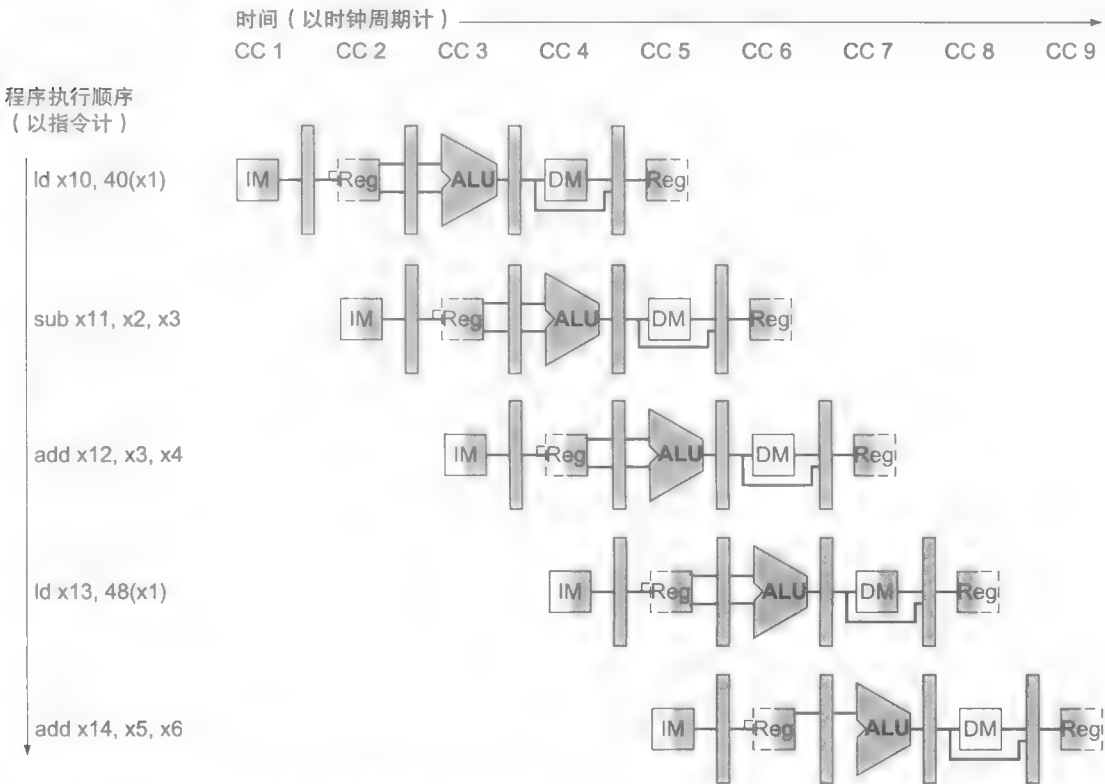 时间（以时钟周期计）
CC 1 CC 2 CC 3 CC 4 CC 5 CC 6 CC 7 CC 8 CC 9
程序执行顺序
（以指令计）
ld x10, 40(x1)
IM Reg ALU DM Reg
sub x11, x2, x3
IM Reg ALU DM Reg
add x12, x3, x4
IM Reg ALU DM Reg
ld x13, 48(x1)
IM Reg ALU DM Reg
add x14, x5, x6
IM Reg ALU DM Reg